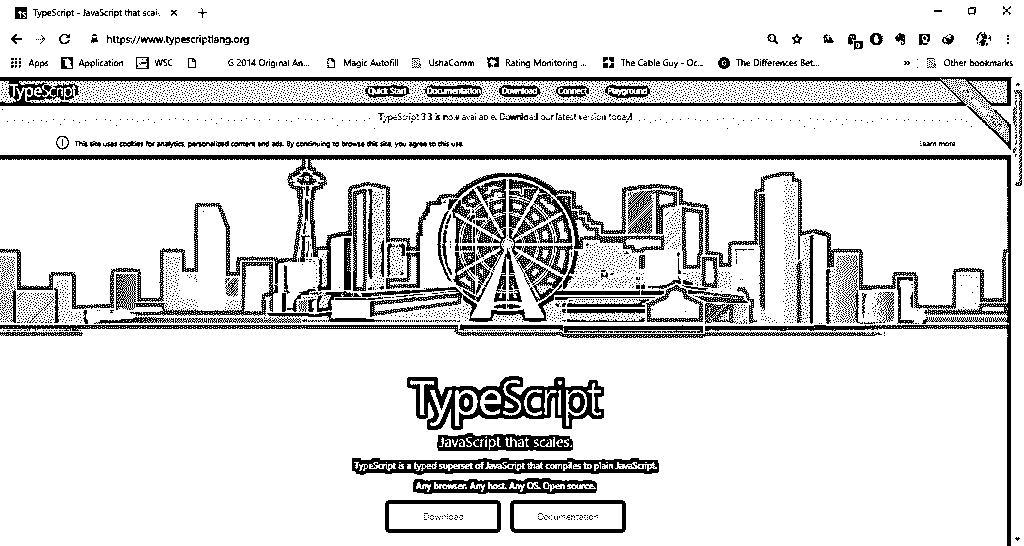 TypeScript - JavaScript that scal
https://www.typescriptlang.org
Apps Application WSC G 2014 Original An... Magic Autofill UshaComm Rating Monitoring ... The Cable Guy - Oc... The Differences Bet... » Other bookmarks
TypeScript Quick Start Documentation Download Connect Playground
TypeScript 3.3 is now available. Download our latest version today!
This site uses cookies for analytics, personalized content and ads. By continuing to browse this site, you agree to this use. Learn more
TypeScript
JavaScript that scales.
TypeScript is a typed superset of JavaScript that compiles to plain JavaScript.
Any browser. Any host. Any OS. Open source.
Download Documentation